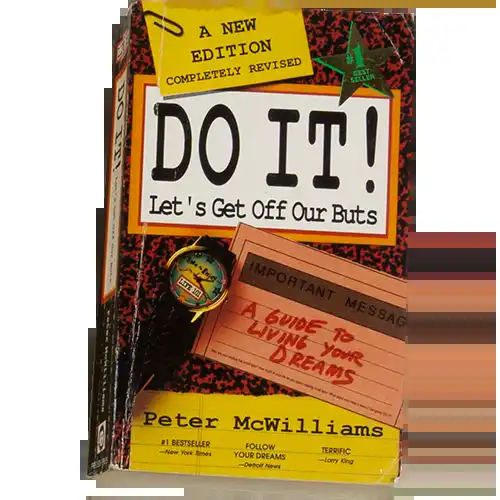 A NEW
EDITION
COMPLETELY REVISED
#1
BEST
SELLER
DO IT!
Let's Get Off Our Buts
IMPORTANT MESSAG
A GUIDE TO
LIVING YOUR
DREAMS
Peter McWilliams
#1 BESTSELLER
—New York Times
FOLLOW
YOUR DREAMS
—Detroit News
TERRIFIC
—Larry King
DO IT!